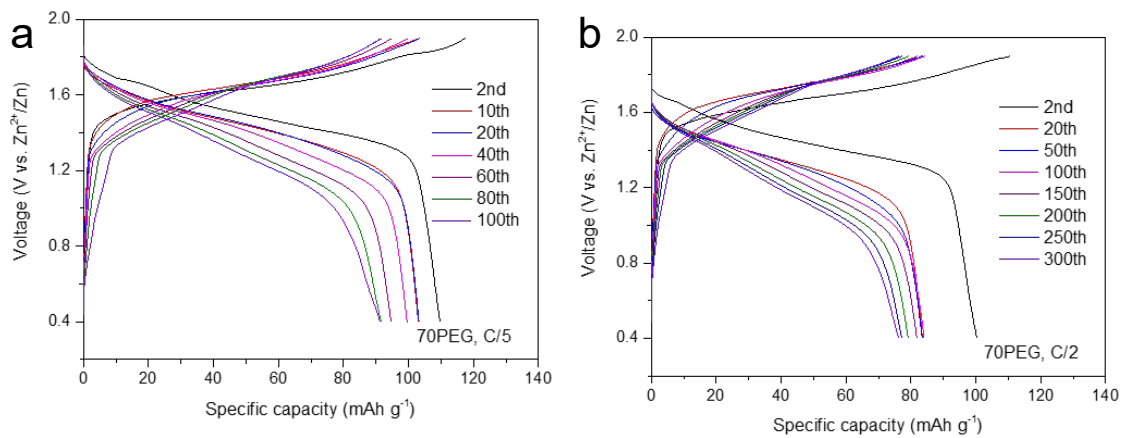 a
2.0
1.6
1.2
0.8
0.4
Voltage (V vs. Zn²⁺/Zn)
2nd
10th
20th
40th
60th
80th
100th
70PEG, C/5
0 20 40 60 80 100 120 140
Specific capacity (mAh g⁻¹)
b
2.0
1.6
1.2
0.8
0.4
Voltage (V vs. Zn²⁺/Zn)
2nd
20th
50th
100th
150th
200th
250th
300th
70PEG, C/2
0 20 40 60 80 100 120 140
Specific capacity (mAh g⁻¹)